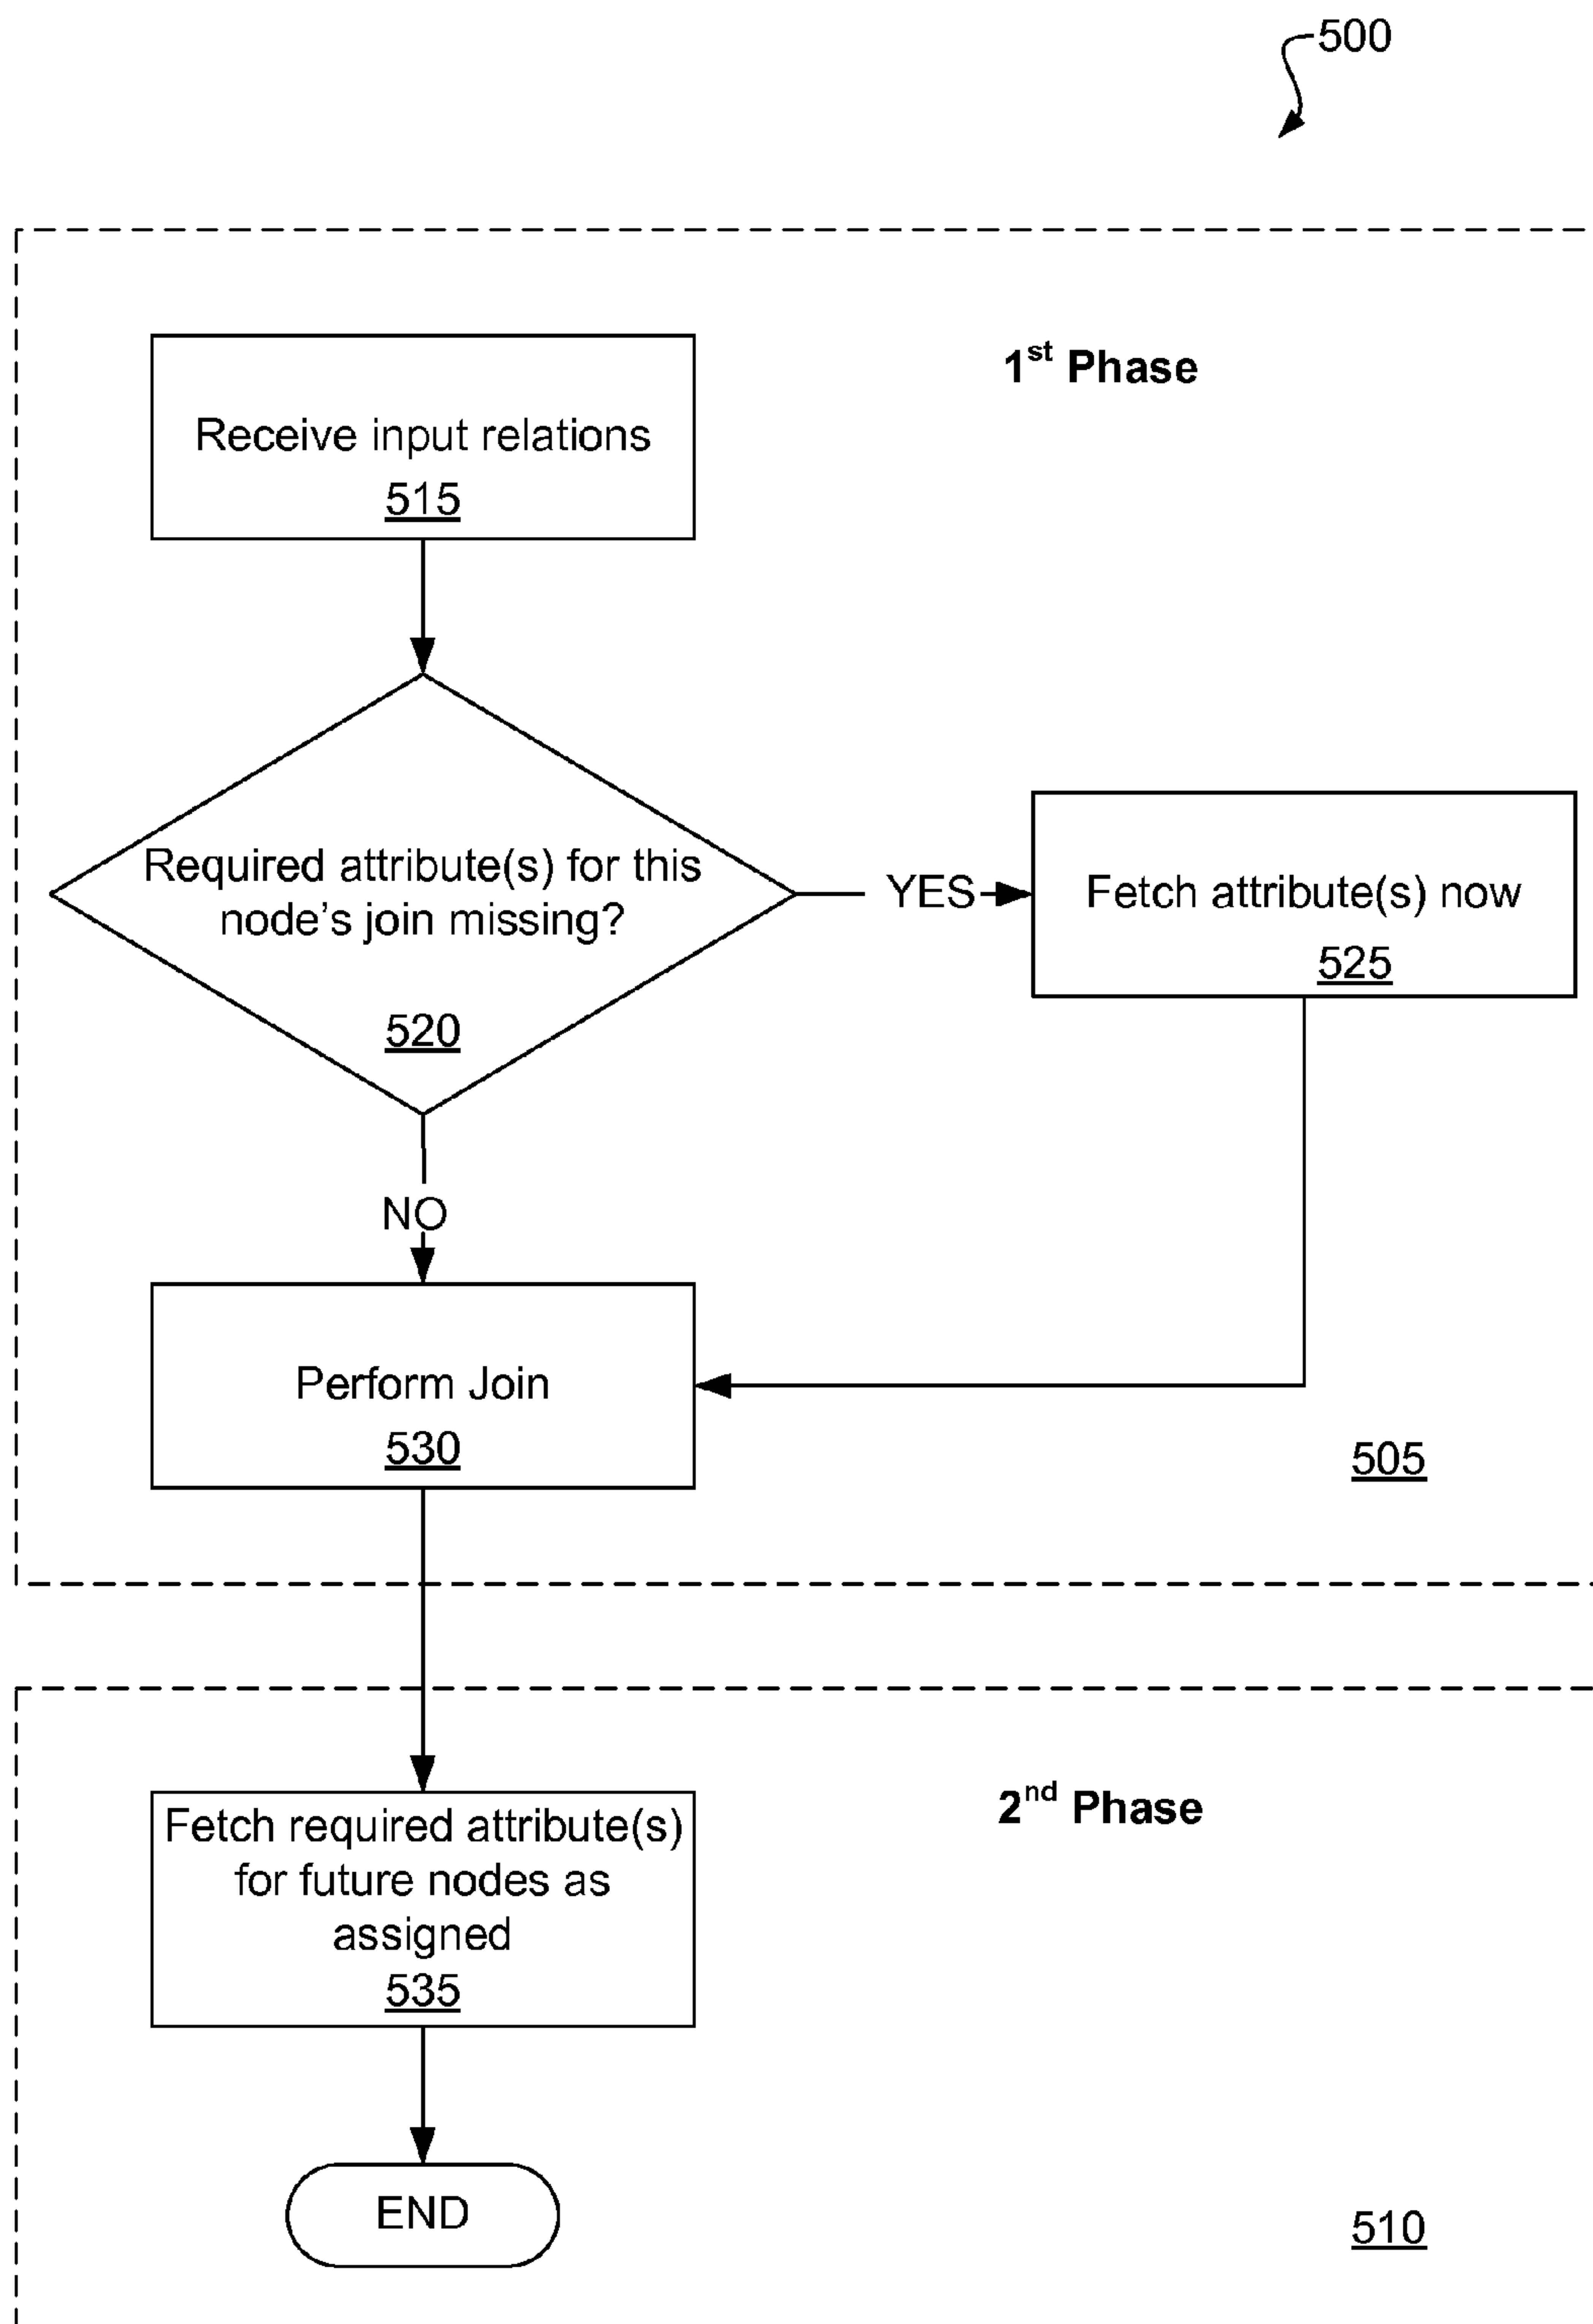 500
1st Phase
Receive input relations
515
Required attribute(s) for this
node's join missing?
520
YES
Fetch attribute(s) now
525
NO
Perform Join
530
505
2nd Phase
Fetch required attribute(s)
for future nodes as
assigned
535
END
510